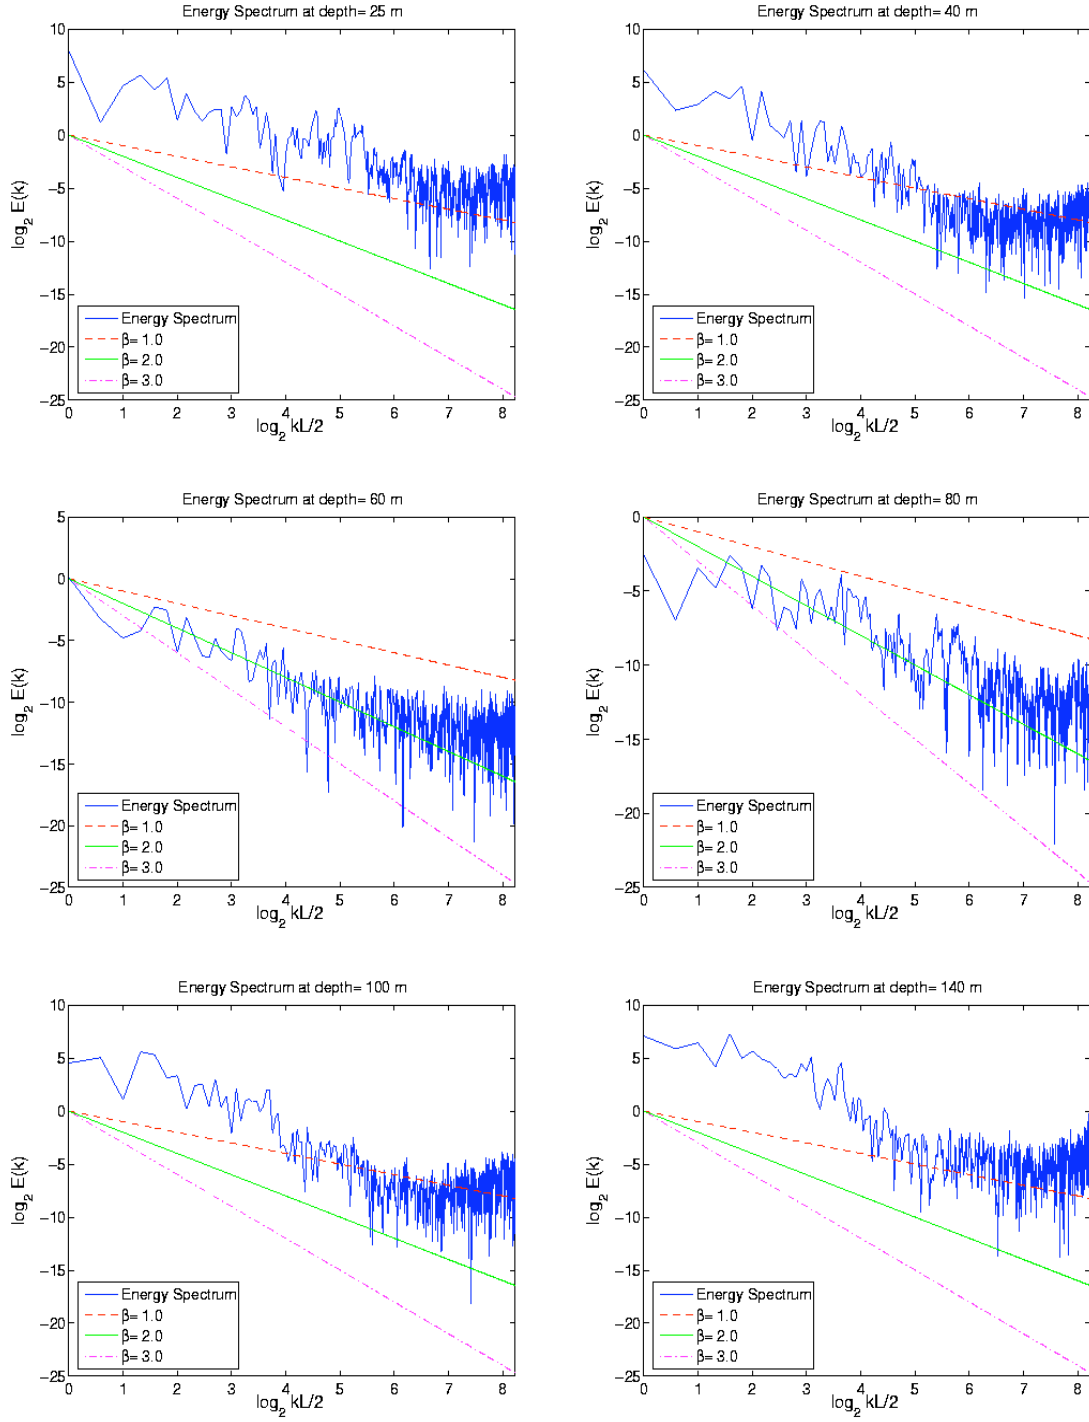 Energy Spectrum at depth= 25 m
10
5
0
−5
−10
−15
−20
−25
log2 E(k)
Energy Spectrum
β= 1.0
β= 2.0
β= 3.0
0 1 2 3 4 5 6 7 8
log2 kL/2
Energy Spectrum at depth= 40 m
10
5
0
−5
−10
−15
−20
−25
log2 E(k)
Energy Spectrum
β= 1.0
β= 2.0
β= 3.0
0 1 2 3 4 5 6 7 8
log2 kL/2
Energy Spectrum at depth= 60 m
5
0
−5
−10
−15
−20
−25
log2 E(k)
Energy Spectrum
β= 1.0
β= 2.0
β= 3.0
0 1 2 3 4 5 6 7 8
log2 kL/2
Energy Spectrum at depth= 80 m
0
−5
−10
−15
−20
−25
log2 E(k)
Energy Spectrum
β= 1.0
β= 2.0
β= 3.0
0 1 2 3 4 5 6 7 8
log2 kL/2
Energy Spectrum at depth= 100 m
10
5
0
−5
−10
−15
−20
−25
log2 E(k)
Energy Spectrum
β= 1.0
β= 2.0
β= 3.0
0 1 2 3 4 5 6 7 8
log2 kL/2
Energy Spectrum at depth= 140 m
10
5
0
−5
−10
−15
−20
−25
log2 E(k)
Energy Spectrum
β= 1.0
β= 2.0
β= 3.0
0 1 2 3 4 5 6 7 8
log2 kL/2